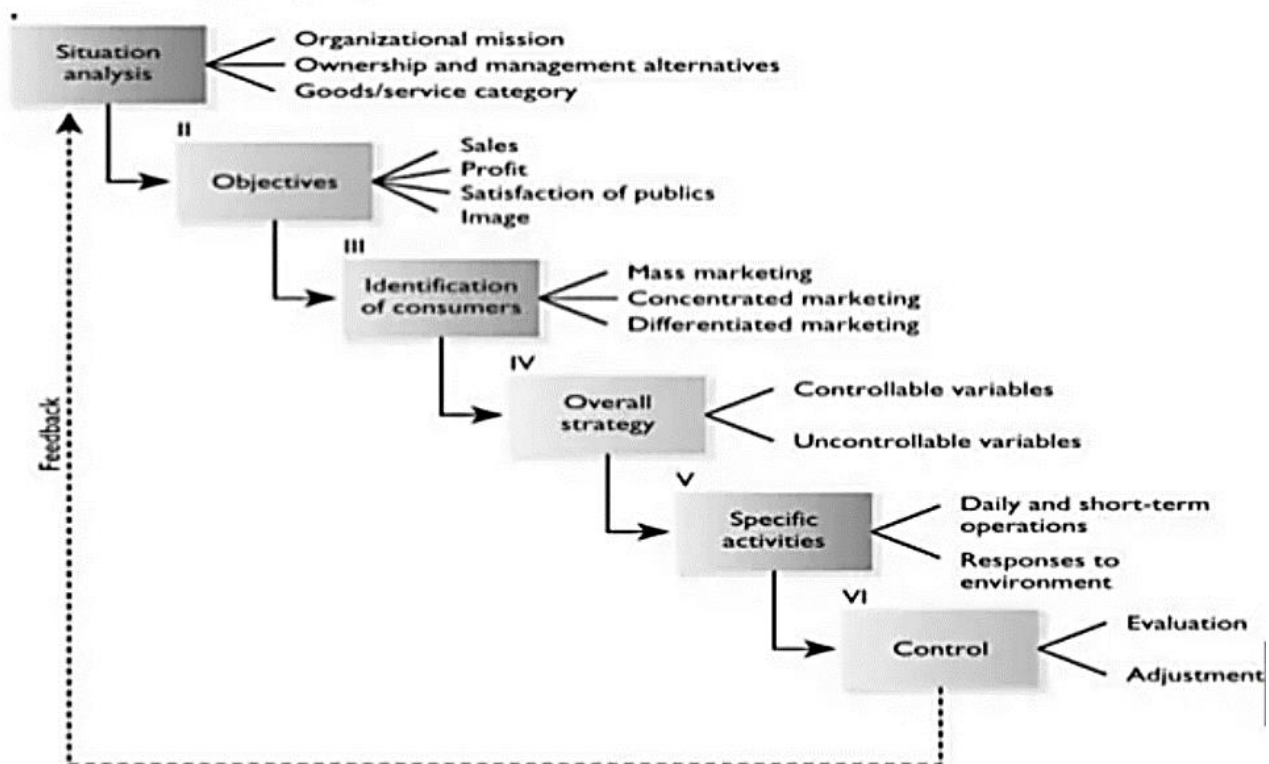 Situation
analysis
Organizational mission
Ownership and management alternatives
Goods/service category
II
Objectives
Sales
Profit
Satisfaction of publics
Image
III
Identification
of consumers
Mass marketing
Concentrated marketing
Differentiated marketing
IV
Overall
strategy
Controllable variables
Uncontrollable variables
V
Specific
activities
Daily and short-term
operations
Responses to
environment
VI
Control
Evaluation
Adjustment
Feedback